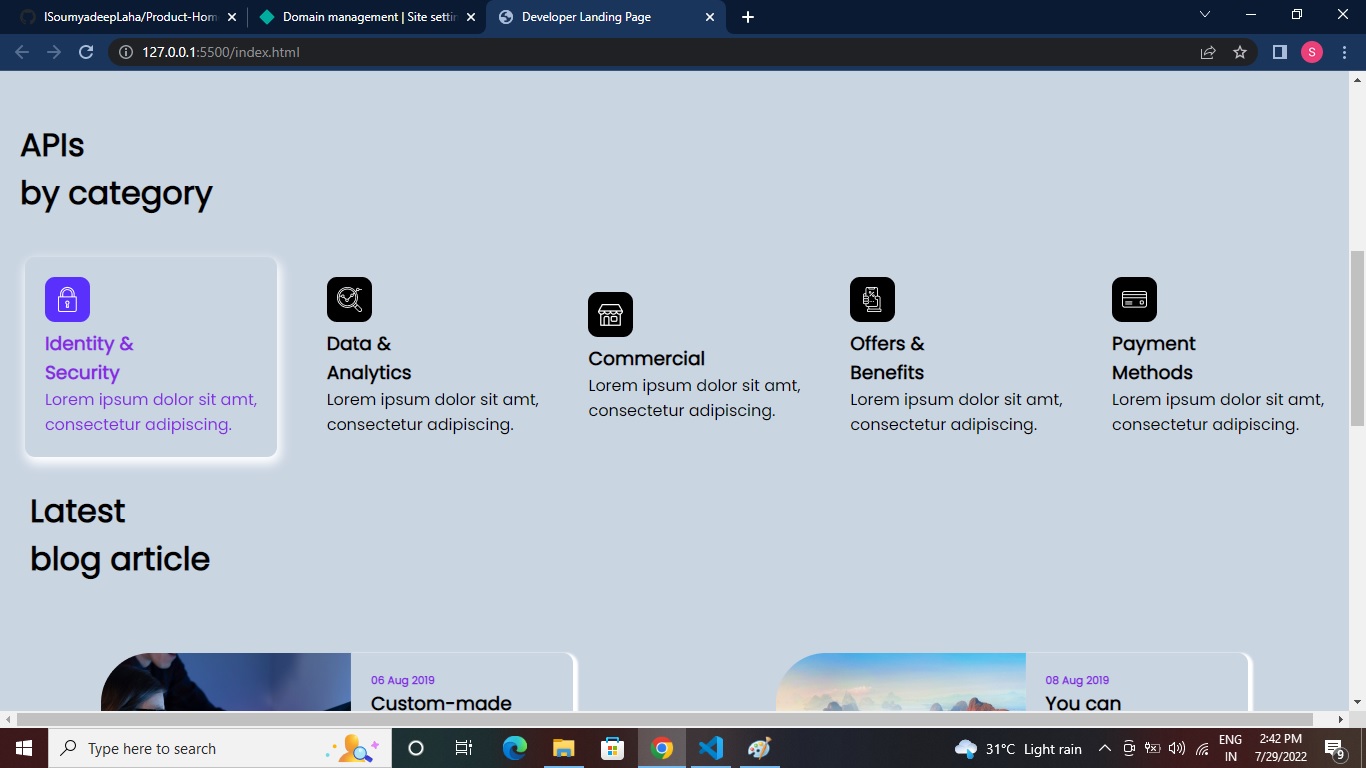 ISoumyadeepLaha/Product-Hom
Domain management | Site settin
Developer Landing Page
127.0.0.1:5500/index.html
S
APIs
by category
Identity &
Security
Lorem ipsum dolor sit amt,
consectetur adipiscing.
Data &
Analytics
Lorem ipsum dolor sit amt,
consectetur adipiscing.
Commercial
Lorem ipsum dolor sit amt,
consectetur adipiscing.
Offers &
Benefits
Lorem ipsum dolor sit amt,
consectetur adipiscing.
Payment
Methods
Lorem ipsum dolor sit amt,
consectetur adipiscing.
Latest
blog article
06 Aug 2019
Custom-made
08 Aug 2019
You can
Type here to search
31°C Light rain
ENG
IN
2:42 PM
7/29/2022
9